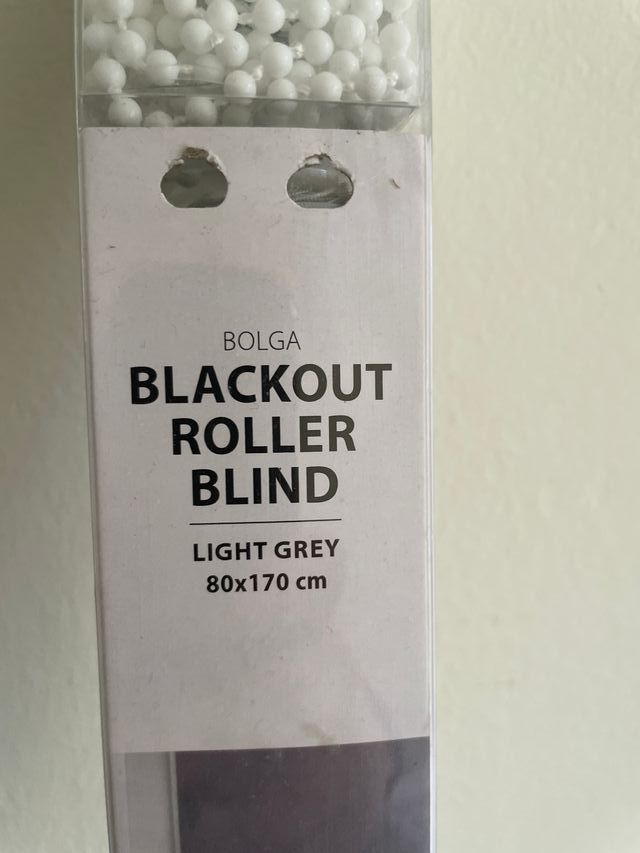 BOLGA
BLACKOUT
ROLLER
BLIND
LIGHT GREY
80x170 cm